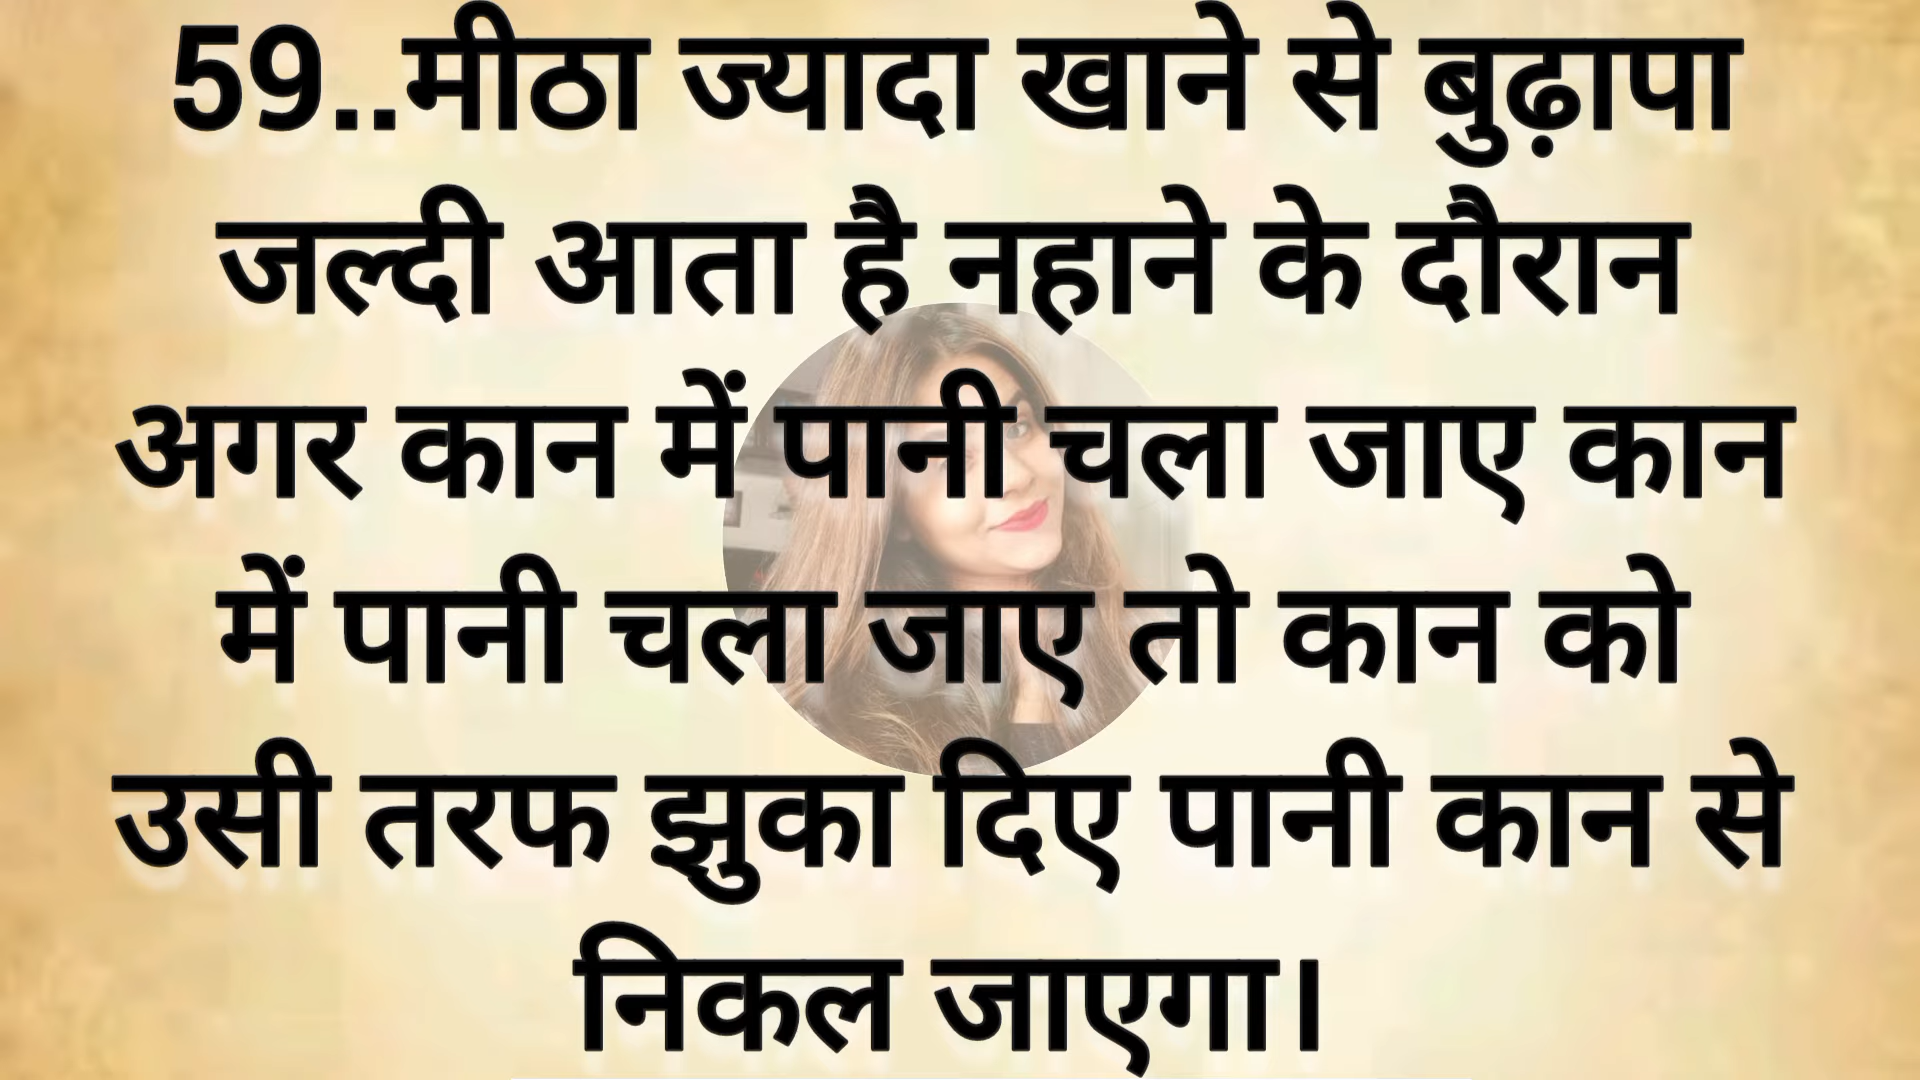 59..मीठा ज्यादा खाने से बुढ़ापा
जल्दी आता है नहाने के दौरान
अगर कान में पानी चला जाए कान
में पानी चला जाए तो कान को
उसी तरफ झुका दिए पानी कान से
निकल जाएगा।